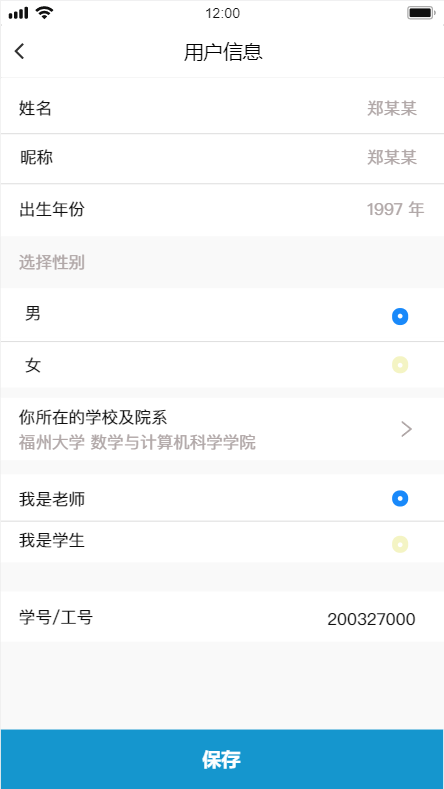 12:00
用户信息
姓名 郑某某
昵称 郑某某
出生年份 1997 年
选择性别
男
女
你所在的学校及院系
福州大学 数学与计算机科学学院
我是老师
我是学生
学号/工号 200327000
保存